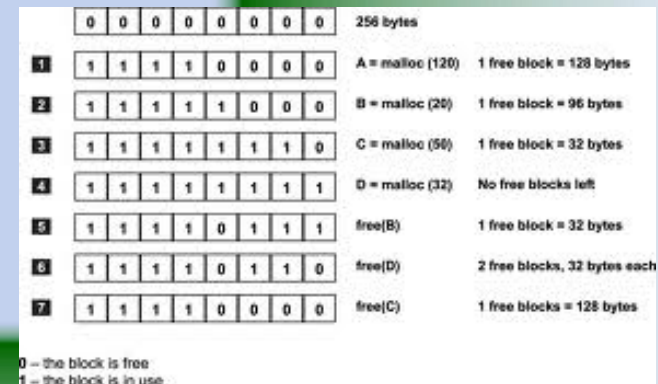 0 0 0 0 0 0 0 0 256 bytes
1 1 1 1 1 0 0 0 0 A = malloc (120) 1 free block = 128 bytes
2 1 1 1 1 1 0 0 0 B = malloc (20) 1 free block = 96 bytes
3 1 1 1 1 1 1 1 0 C = malloc (50) 1 free block = 32 bytes
4 1 1 1 1 1 1 1 1 D = malloc (32) No free blocks left
5 1 1 1 1 0 1 1 1 free(B) 1 free block = 32 bytes
6 1 1 1 1 0 1 1 0 free(D) 2 free blocks, 32 bytes each
7 1 1 1 1 0 0 0 0 free(C) 1 free blocks = 128 bytes
0 – the block is free
1 – the block is in use